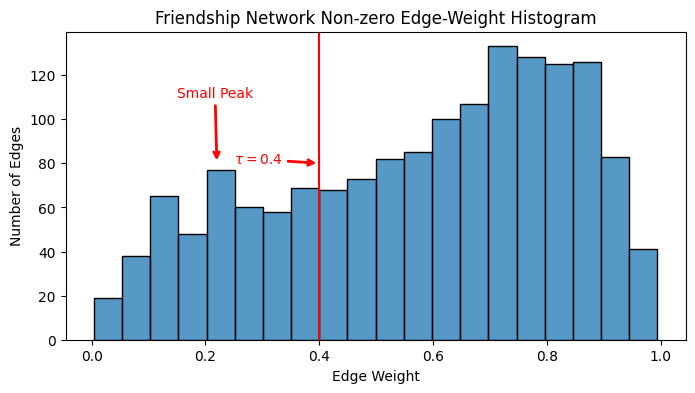 Friendship Network Non-zero Edge-Weight Histogram
Number of Edges
120
100
80
60
40
20
0
Small Peak
τ = 0.4
0.0 0.2 0.4 0.6 0.8 1.0
Edge Weight